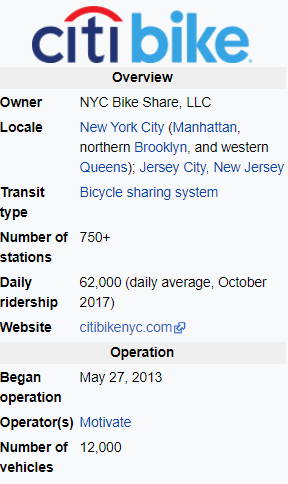 citi bike
Overview
Owner NYC Bike Share, LLC
Locale New York City (Manhattan,
northern Brooklyn, and western
Queens); Jersey City, New Jersey
Transit Bicycle sharing system
type
Number of 750+
stations
Daily 62,000 (daily average, October
ridership 2017)
Website citibikenyc.com
Operation
Began May 27, 2013
operation
Operator(s) Motivate
Number of 12,000
vehicles